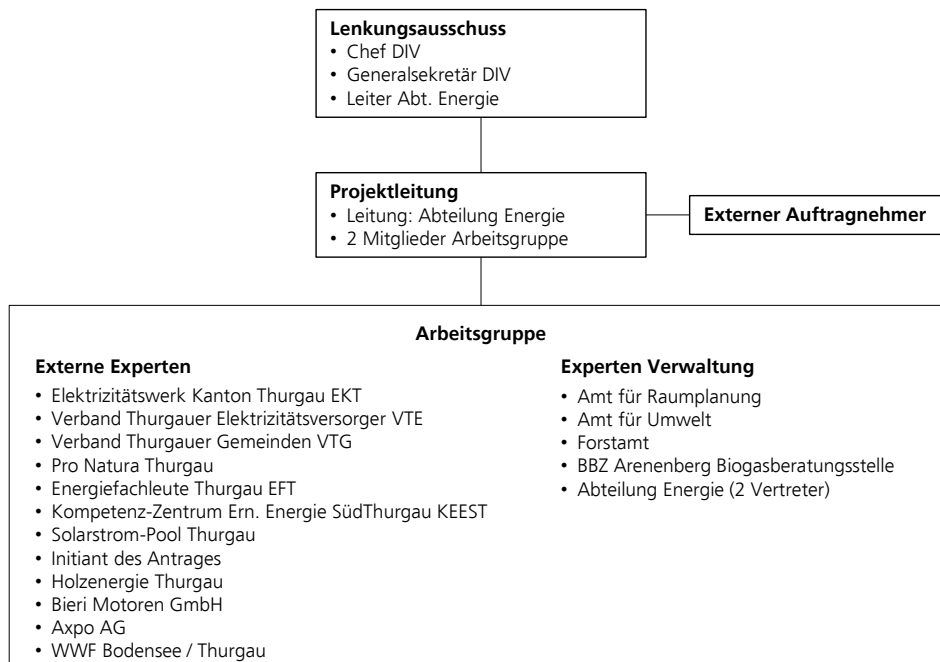 Lenkungsausschuss
• Chef DIV
• Generalsekretär DIV
• Leiter Abt. Energie
Projektleitung
• Leitung: Abteilung Energie
• 2 Mitglieder Arbeitsgruppe
Externer Auftragnehmer
Arbeitsgruppe
Externe Experten
• Elektrizitätswerk Kanton Thurgau EKT
• Verband Thurgauer Elektrizitätsversorger VTE
• Verband Thurgauer Gemeinden VTG
• Pro Natura Thurgau
• Energiefachleute Thurgau EFT
• Kompetenz-Zentrum Ern. Energie SüdThurgau KEEST
• Solarstrom-Pool Thurgau
• Initiant des Antrages
• Holzenergie Thurgau
• Bieri Motoren GmbH
• Axpo AG
• WWF Bodensee / Thurgau
Experten Verwaltung
• Amt für Raumplanung
• Amt für Umwelt
• Forstamt
• BBZ Arenenberg Biogasberatungsstelle
• Abteilung Energie (2 Vertreter)